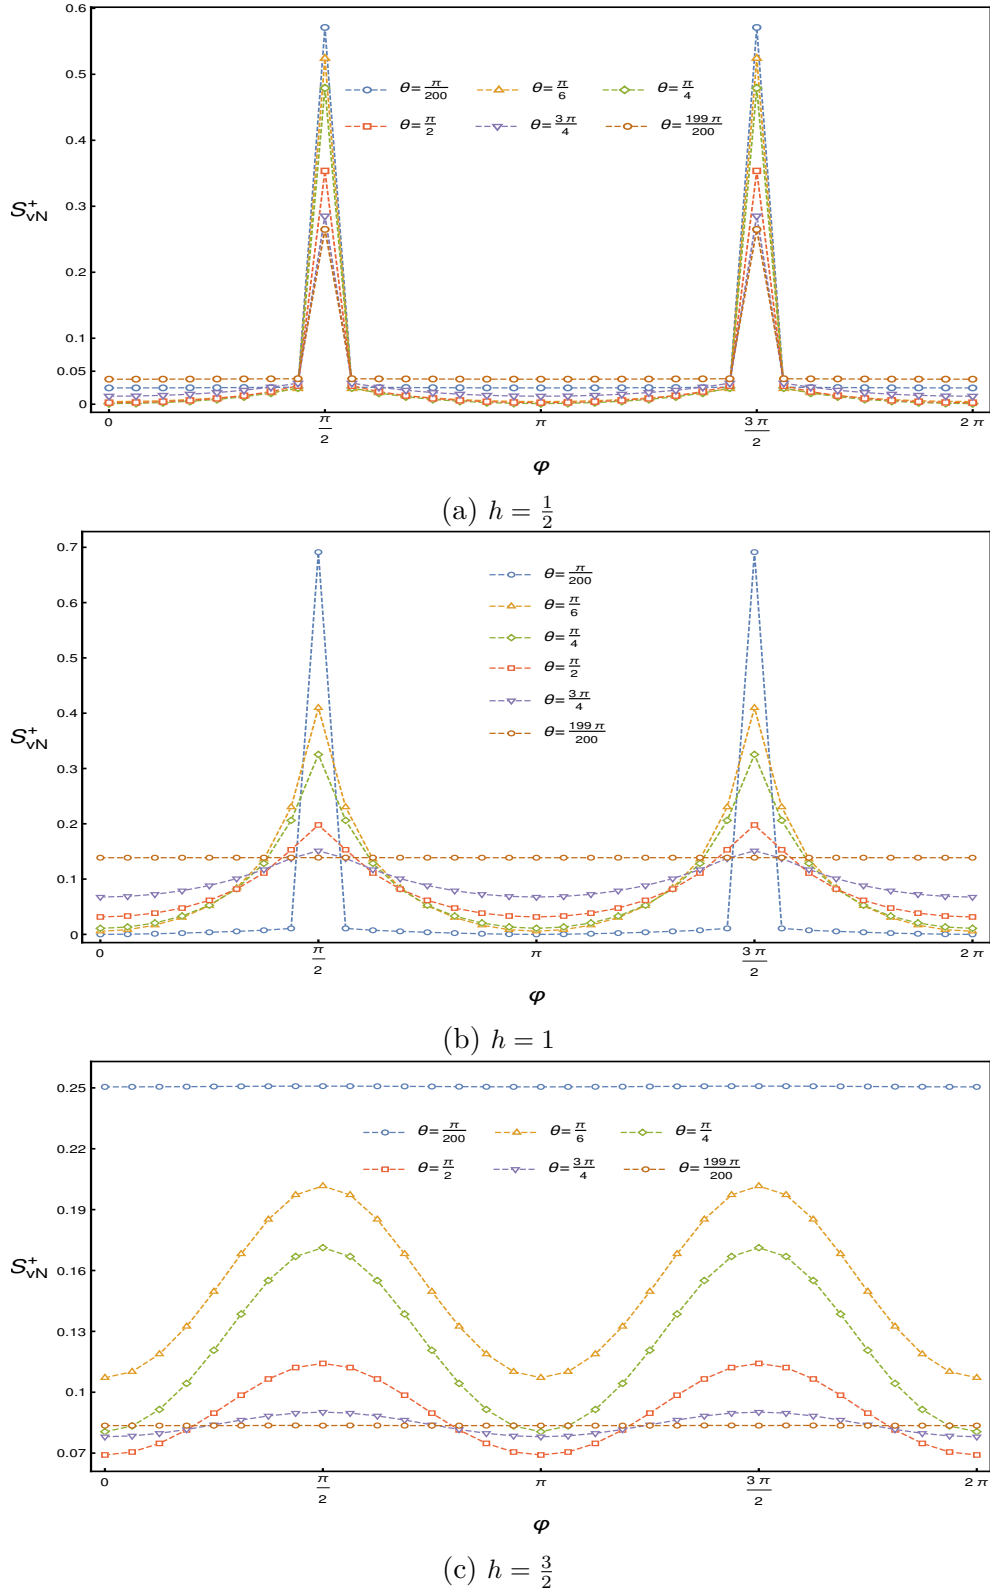 0.6
0.5
0.4
0.3
0.2
0.1
0.05
0
S⁺vN
θ=π/200 θ=π/6 θ=π/4
θ=π/2 θ=3π/4 θ=199π/200
0 π/2 π 3π/2 2π
φ
(a) h = 1/2
0.7
0.6
0.5
0.4
0.3
0.2
0.1
0
S⁺vN
θ=π/200
θ=π/6
θ=π/4
θ=π/2
θ=3π/4
θ=199π/200
0 π/2 π 3π/2 2π
φ
(b) h = 1
0.25
0.22
0.19
0.16
0.13
0.1
0.07
S⁺vN
θ=π/200 θ=π/6 θ=π/4
θ=π/2 θ=3π/4 θ=199π/200
0 π/2 π 3π/2 2π
φ
(c) h = 3/2